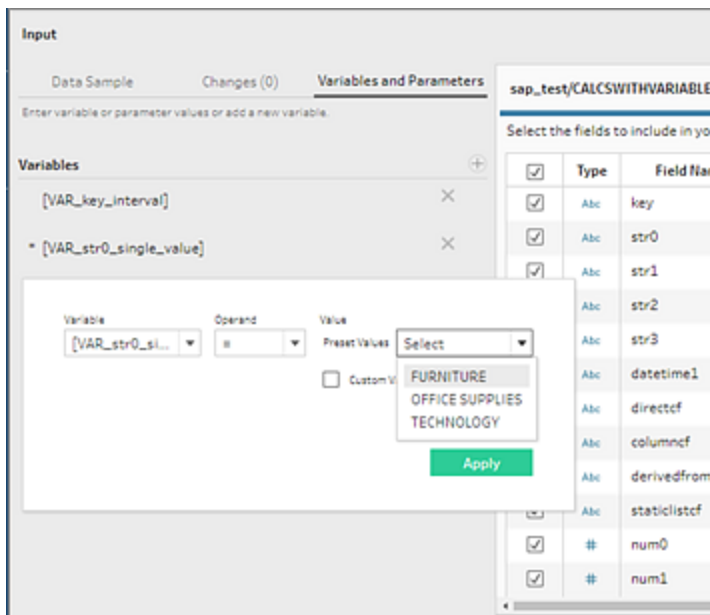 Input
Data Sample Changes (0) Variables and Parameters
Enter variable or parameter values or add a new variable.
Variables
[VAR_key_interval]
* [VAR_str0_single_value]
Variable Operand Value
[VAR_str0_si... = Preset Values Select
FURNITURE
OFFICE SUPPLIES
TECHNOLOGY
Custom
Apply
sap_test/CALCSWITHVARIABLE
Select the fields to include in yo
Type Field Na
Abc key
Abc str0
Abc str1
Abc str2
Abc str3
Abc datetime1
Abc directcf
Abc columncf
Abc derivedfrom
Abc staticlistcf
# num0
# num1